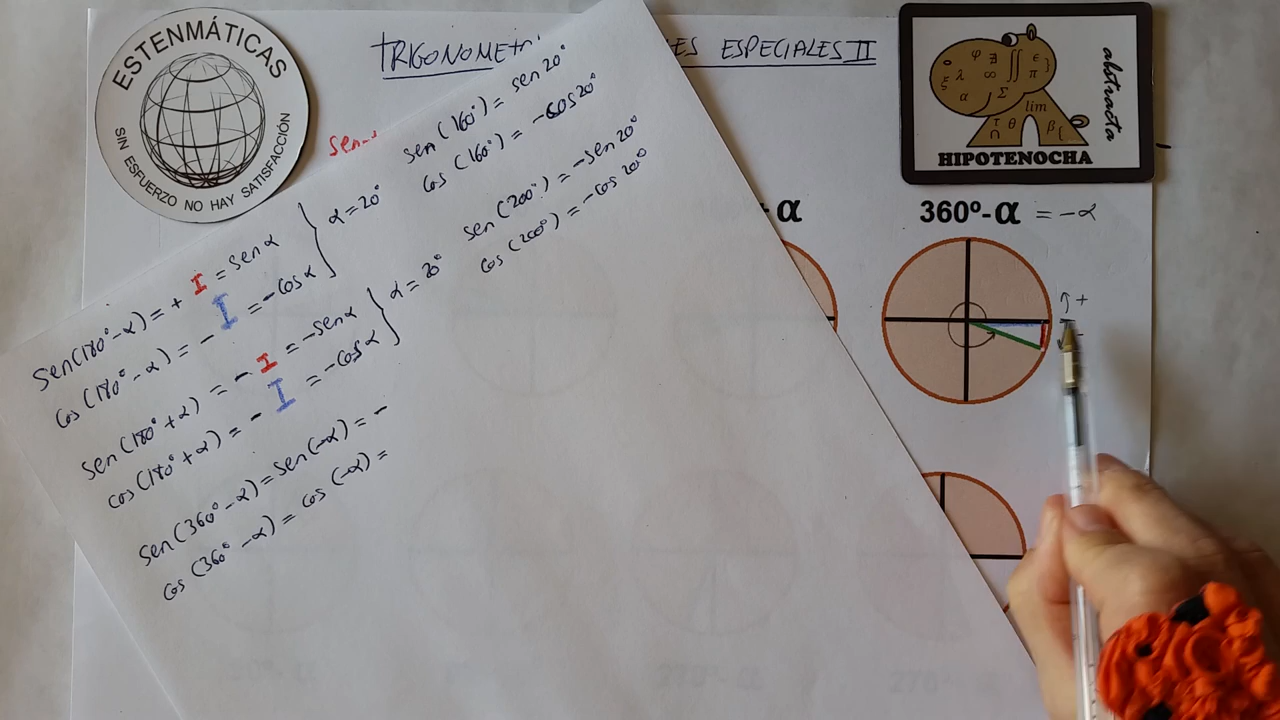 ESTENMÁTICAS
SIN ESFUERZO NO HAY SATISFACCIÓN
ES ESPECIALES II
abstracta
φ ∃ ∬ ε
ξ λ ∞ π }
α Σ lim
τ θ β {
∩
HIPOTENOCHA
sen(180°-α) = + I = sen α
cos(180°-α) = - I = -cos α
α = 20°
sen(160°) = sen 20°
cos(160°) = -cos 20°
sen(180°+α) = - I = -sen α
cos(180°+α) = - I = -cos α
α = 20°
sen(200°) = -sen 20°
cos(200°) = -cos 20°
sen(360°-α) = sen(-α) = -
cos(360°-α) = cos(-α) =
+α
360º-α = -α
+